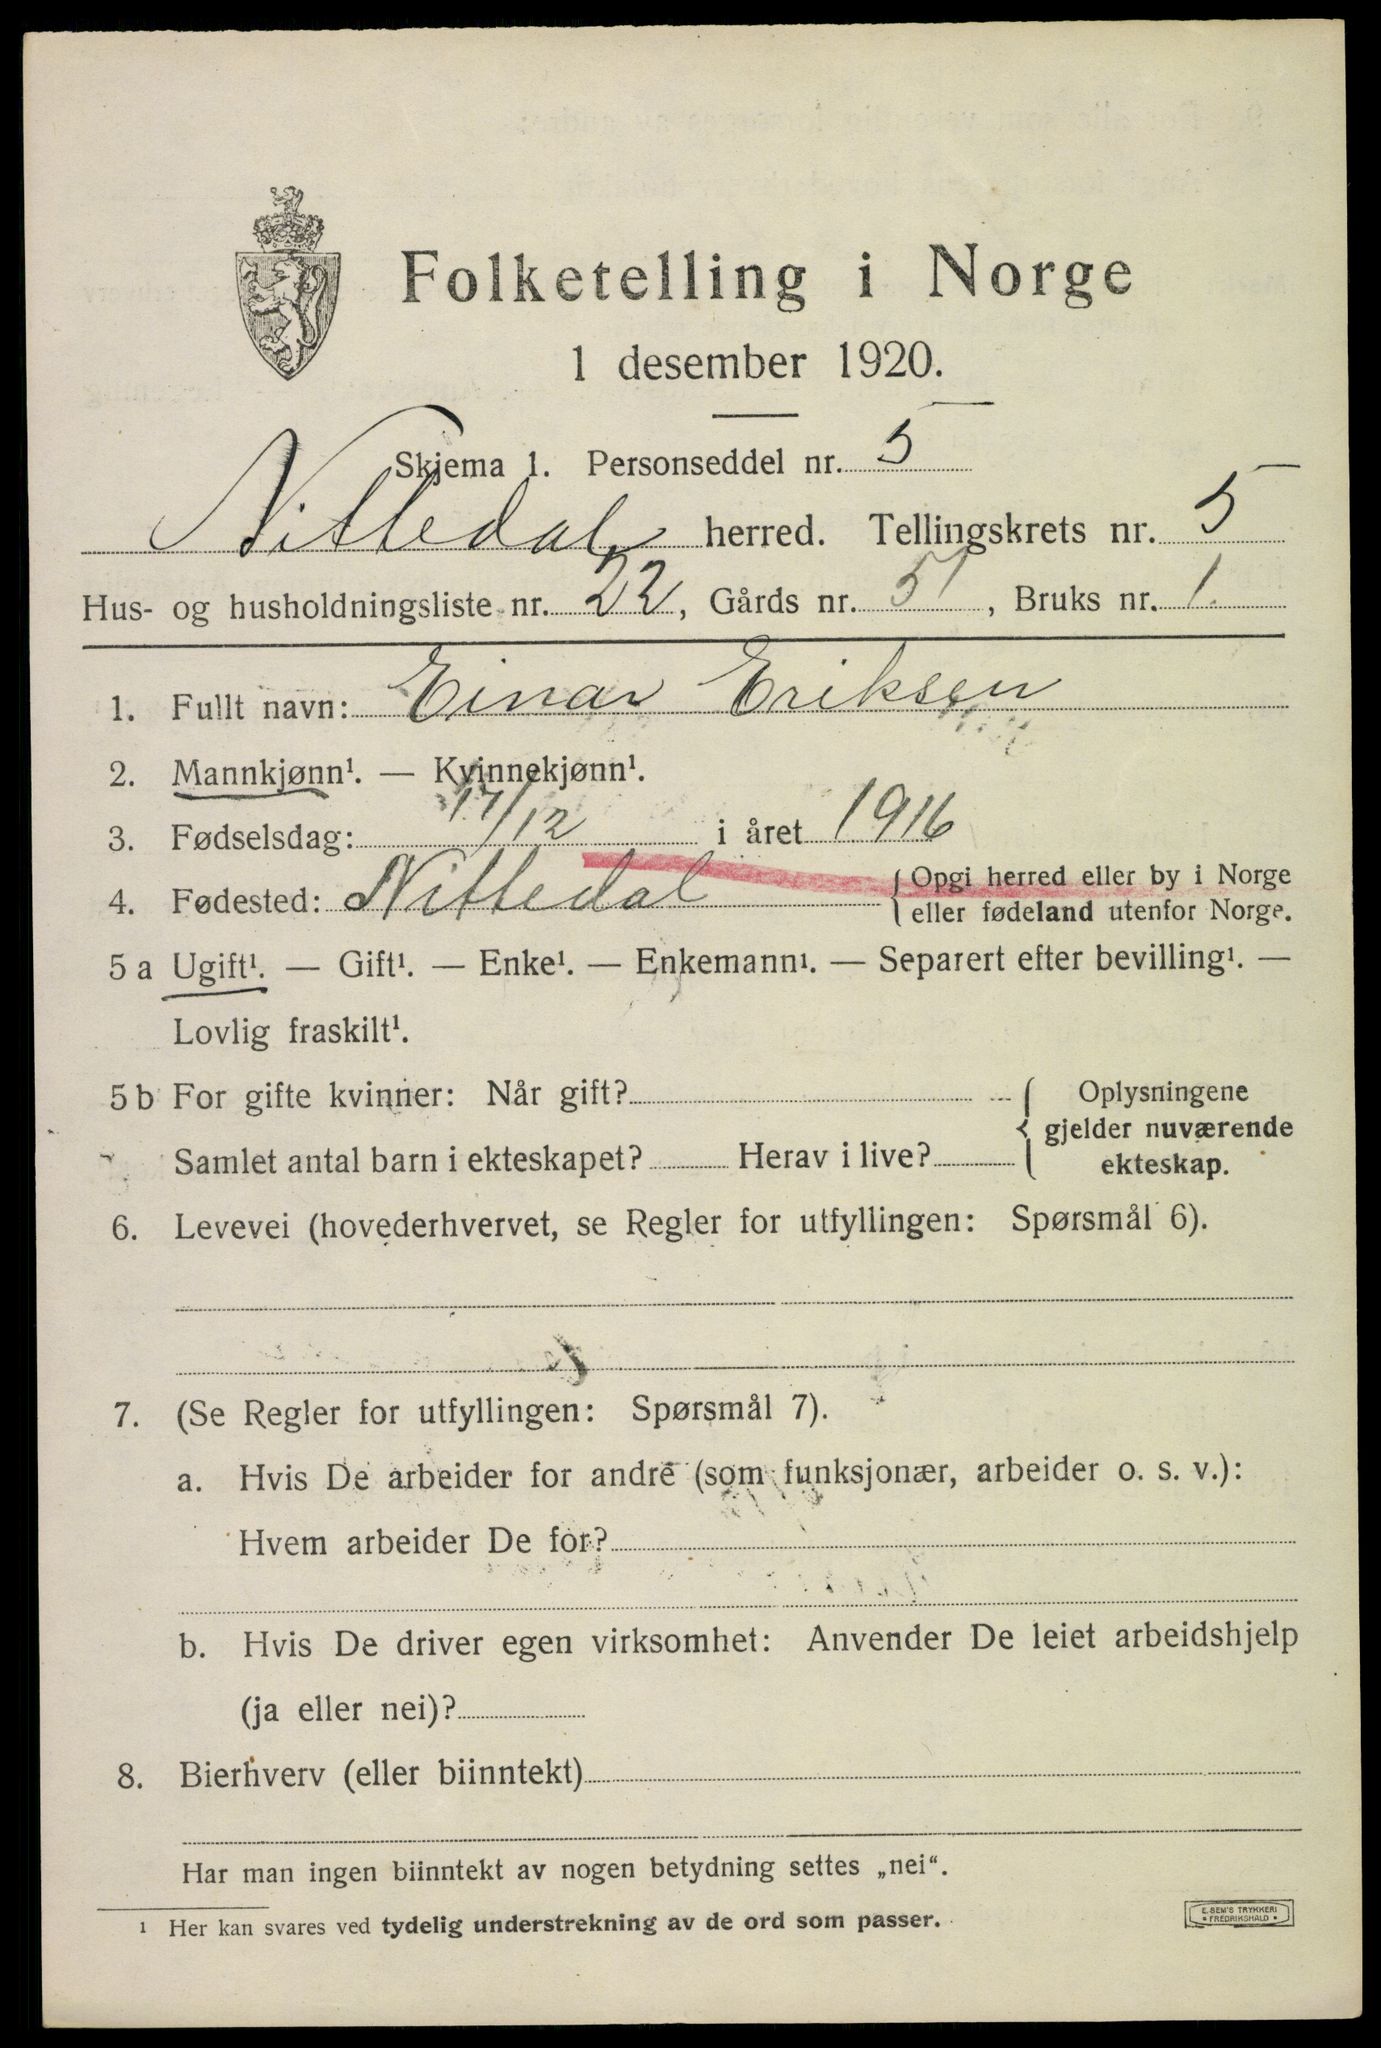 Folketelling i Norge
1 desember 1920.
Skjema 1. Personseddel nr. 5
Nittedal herred. Tellingskrets nr. 5
Hus- og husholdningsliste nr. 22, Gårds nr. 51, Bruks nr. 1.
1. Fullt navn: Einar Eriksen
2. Mannkjønn¹. — Kvinnekjønn¹.
3. Fødselsdag: 17/12 i året 1916
4. Fødested: Nittedal { Opgi herred eller by i Norge
eller fødeland utenfor Norge.
5 a Ugift¹. — Gift¹. — Enke¹. — Enkemann¹. — Separert efter bevilling¹. —
Lovlig fraskilt¹.
5 b For gifte kvinner: Når gift? { Oplysningene
gjelder nuværende
Samlet antal barn i ekteskapet? Herav i live? ekteskap.
6. Levevei (hovederhvervet, se Regler for utfyllingen: Spørsmål 6).
7. (Se Regler for utfyllingen: Spørsmål 7).
a. Hvis De arbeider for andre (som funksjonær, arbeider o. s. v.):
Hvem arbeider De for?
b. Hvis De driver egen virksomhet: Anvender De leiet arbeidshjelp
(ja eller nei)?
8. Bierhverv (eller biinntekt)
Har man ingen biinntekt av nogen betydning settes „nei“.
¹ Her kan svares ved tydelig understrekning av de ord som passer.
E. SEM'S TRYKKERI
• FREDRIKSHALD •